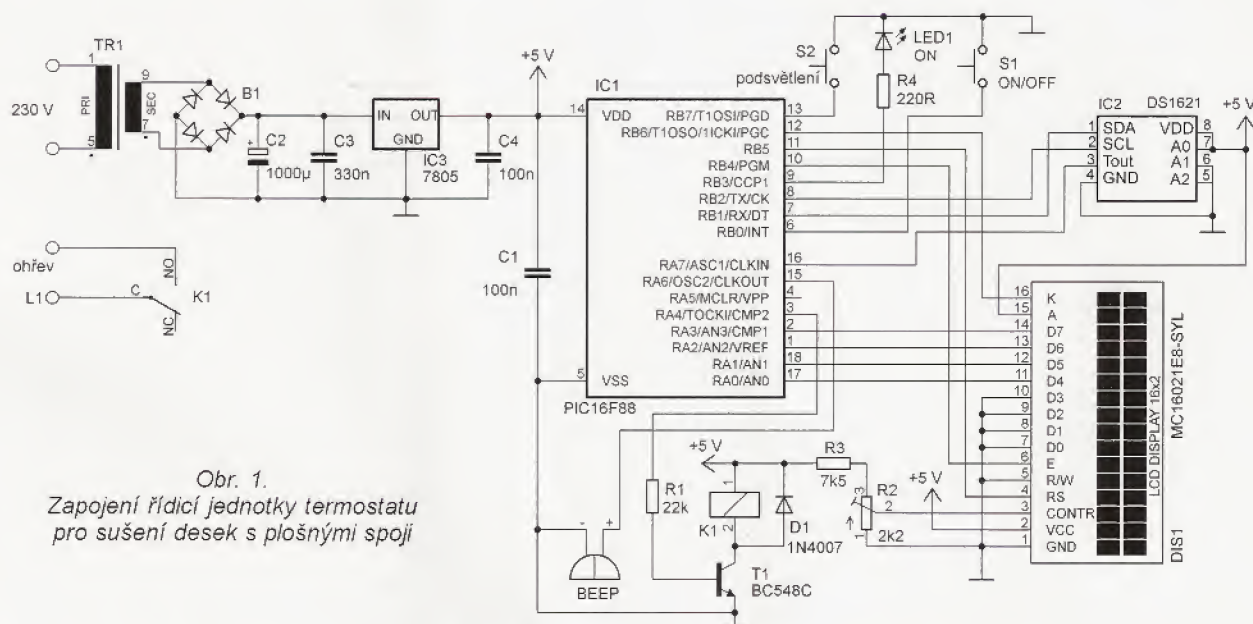 TR1
1
9
230 V
PRI
SEC
5
7
B1
C2
1000µ
C3
330n
IN OUT
GND
IC3
7805
C4
100n
+5 V
ohřev
L1
NO
C
NC
K1
C1
100n
IC1
14
VDD
5
VSS
PIC16F88
RB7/T1OSI/PGD 13
RB6/T1OSO/1ICKI/PGC 12
RB5 11
RB4/PGM 10
RB3/CCP1 9
RB2/TX/CK 8
RB1/RX/DT 7
RB0/INT 6
RA7/ASC1/CLKIN 16
RA6/OSC2/CLKOUT 15
RA5/MCLR/VPP 4
RA4/TOCKI/CMP2 3
RA3/AN3/CMP1 2
RA2/AN2/VREF 1
RA1/AN1 18
RA0/AN0 17
S2
podsvětlení
LED1
ON
R4
220R
S1
ON/OFF
IC2 DS1621
+5 V
1 SDA VDD 8
2 SCL A0 7
3 Tout A1 6
4 GND A2 5
16 K
15 A
14 D7
13 D6
12 D5
11 D4
10 D3
9 D2
8 D1
7 D0
6 E
5 R/W
4 RS
3 CONTR
2 VCC
1 GND
LCD DISPLAY 16x2
MC16021E8-SYL
DIS1
+5 V
R1
22k
1
K1
2
D1
1N4007
R3
7k5
R2
3
2
1
2k2
+5 V
- +
BEEP
T1
BC548C
Obr. 1.
Zapojení řídicí jednotky termostatu
pro sušení desek s plošnými spoji